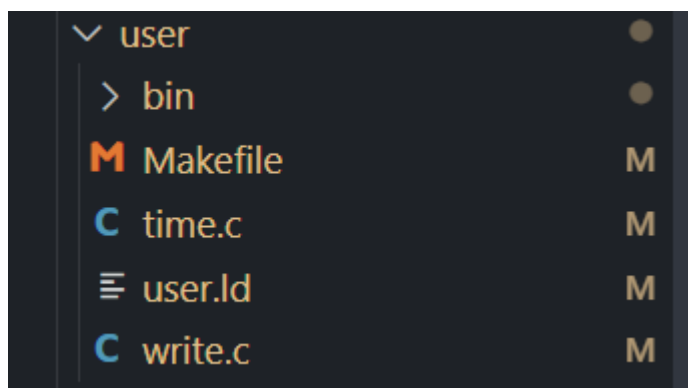 user
bin
M Makefile M
C time.c M
user.ld M
C write.c M